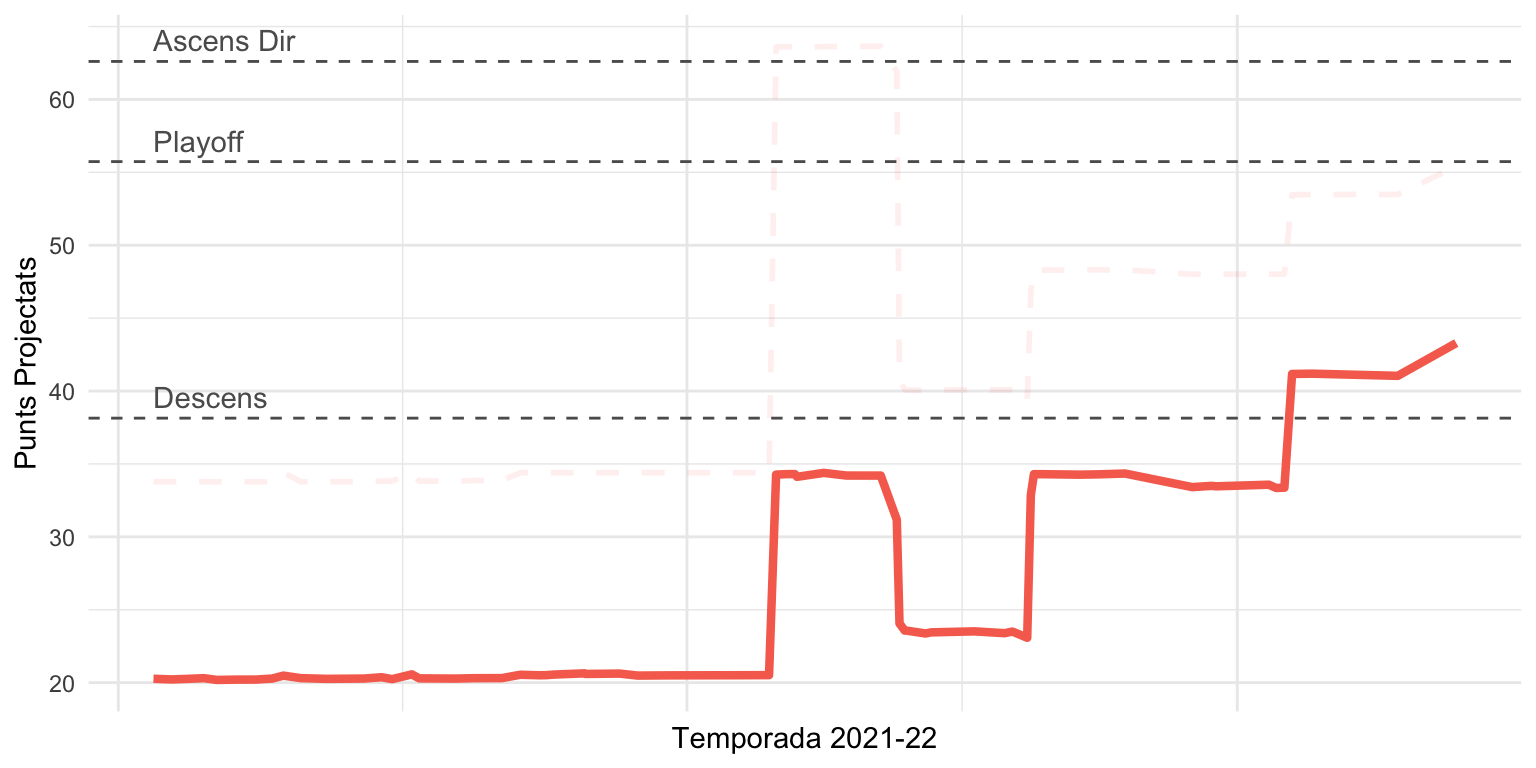 Ascens Dir
60
Playoff
50
40
Descens
30
20
Punts Projectats
Temporada 2021-22